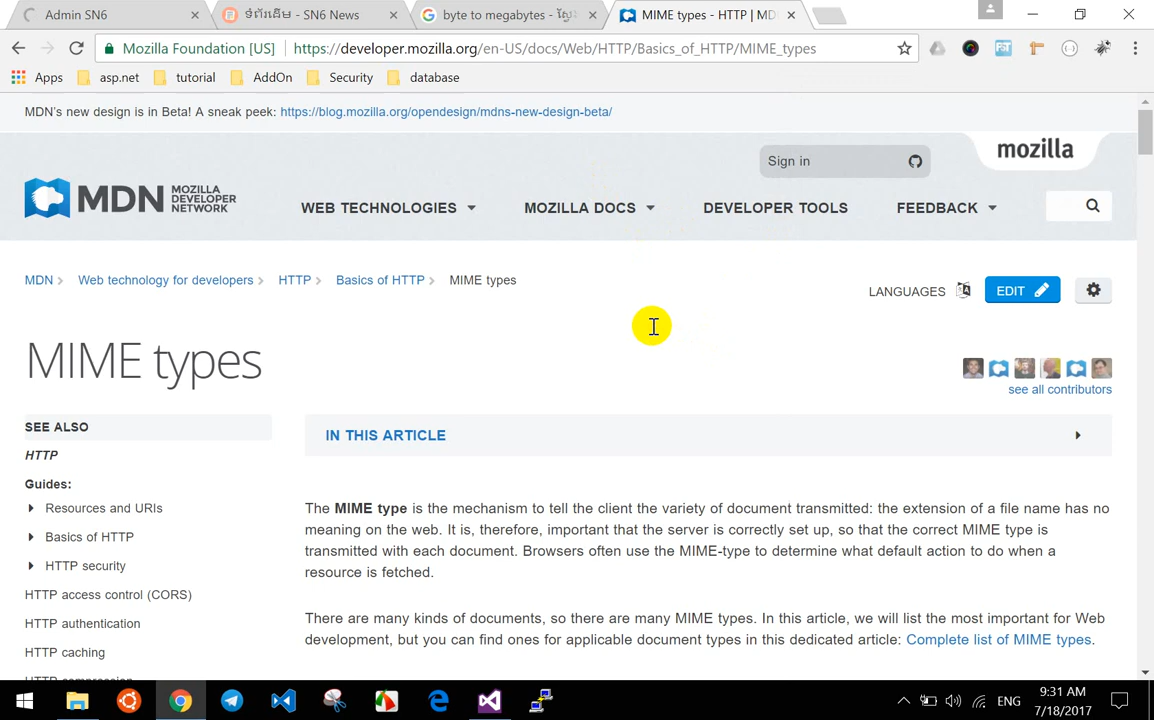 Admin SN6
ទំព័រដើម - SN6 News
byte to megabytes - ស្វែង
MIME types - HTTP | MD
Mozilla Foundation [US]
https://developer.mozilla.org/en-US/docs/Web/HTTP/Basics_of_HTTP/MIME_types
Apps
asp.net
tutorial
AddOn
Security
database
MDN's new design is in Beta! A sneak peek: https://blog.mozilla.org/opendesign/mdns-new-design-beta/
Sign in
mozilla
MDN MOZILLA DEVELOPER NETWORK
WEB TECHNOLOGIES
MOZILLA DOCS
DEVELOPER TOOLS
FEEDBACK
MDN
Web technology for developers
HTTP
Basics of HTTP
MIME types
LANGUAGES
EDIT
MIME types
see all contributors
SEE ALSO
HTTP
Guides:
Resources and URIs
Basics of HTTP
HTTP security
HTTP access control (CORS)
HTTP authentication
HTTP caching
HTTP compression
IN THIS ARTICLE
The MIME type is the mechanism to tell the client the variety of document transmitted: the extension of a file name has no
meaning on the web. It is, therefore, important that the server is correctly set up, so that the correct MIME type is
transmitted with each document. Browsers often use the MIME-type to determine what default action to do when a
resource is fetched.
There are many kinds of documents, so there are many MIME types. In this article, we will list the most important for Web
development, but you can find ones for applicable document types in this dedicated article: Complete list of MIME types.
ENG
9:31 AM
7/18/2017